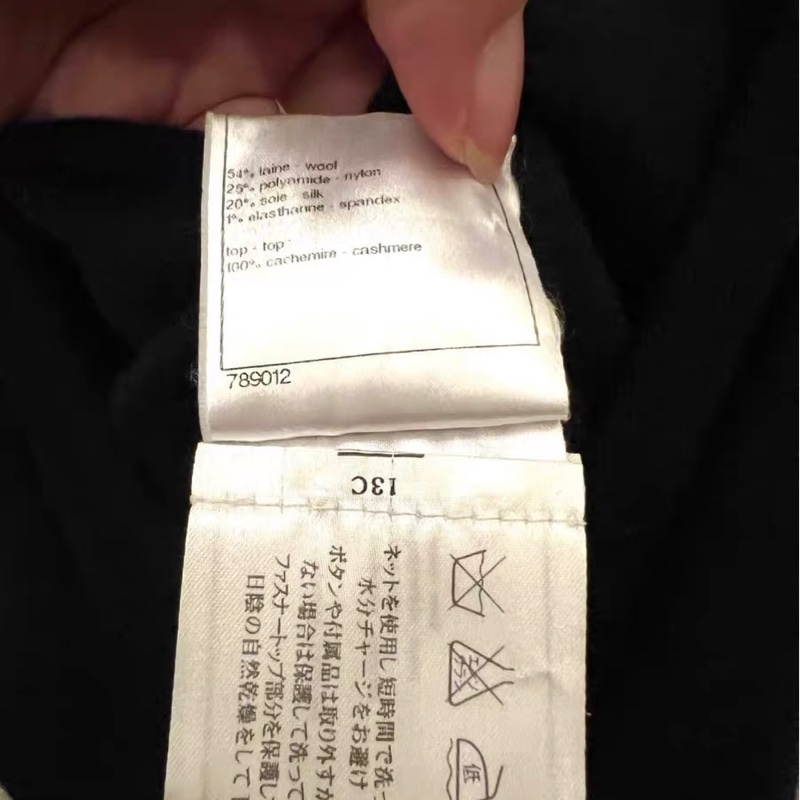 54% laine - wool
25% polyamide - nylon
20% soie - silk
1% elasthanne - spandex
top - top
100% cachemire - cashmere
789012
13C
ネットを使用し短時間で洗っ
水分チャージをお避け
ボタンや付属品は取り外すか
ない場合は保護して洗って
ファスナートップ部分を保護し
日陰の自然乾燥をして
低